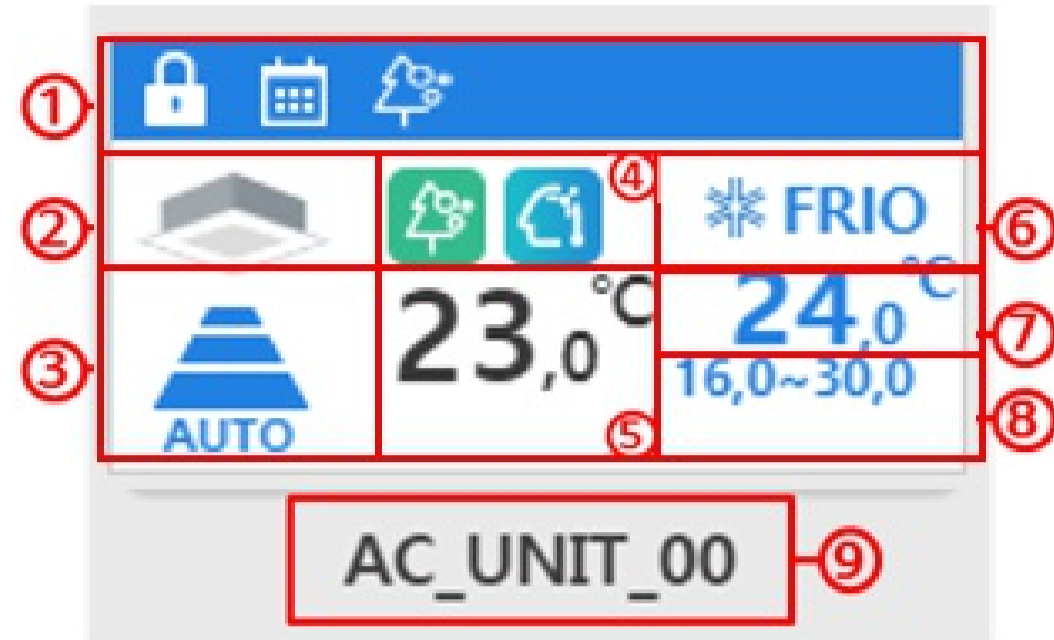 ①
② ④ ❄ FRIO ⑥
③ 23,0°C 24,0°C ⑦
16,0~30,0 ⑧
AUTO ⑤
AC_UNIT_00 ⑨